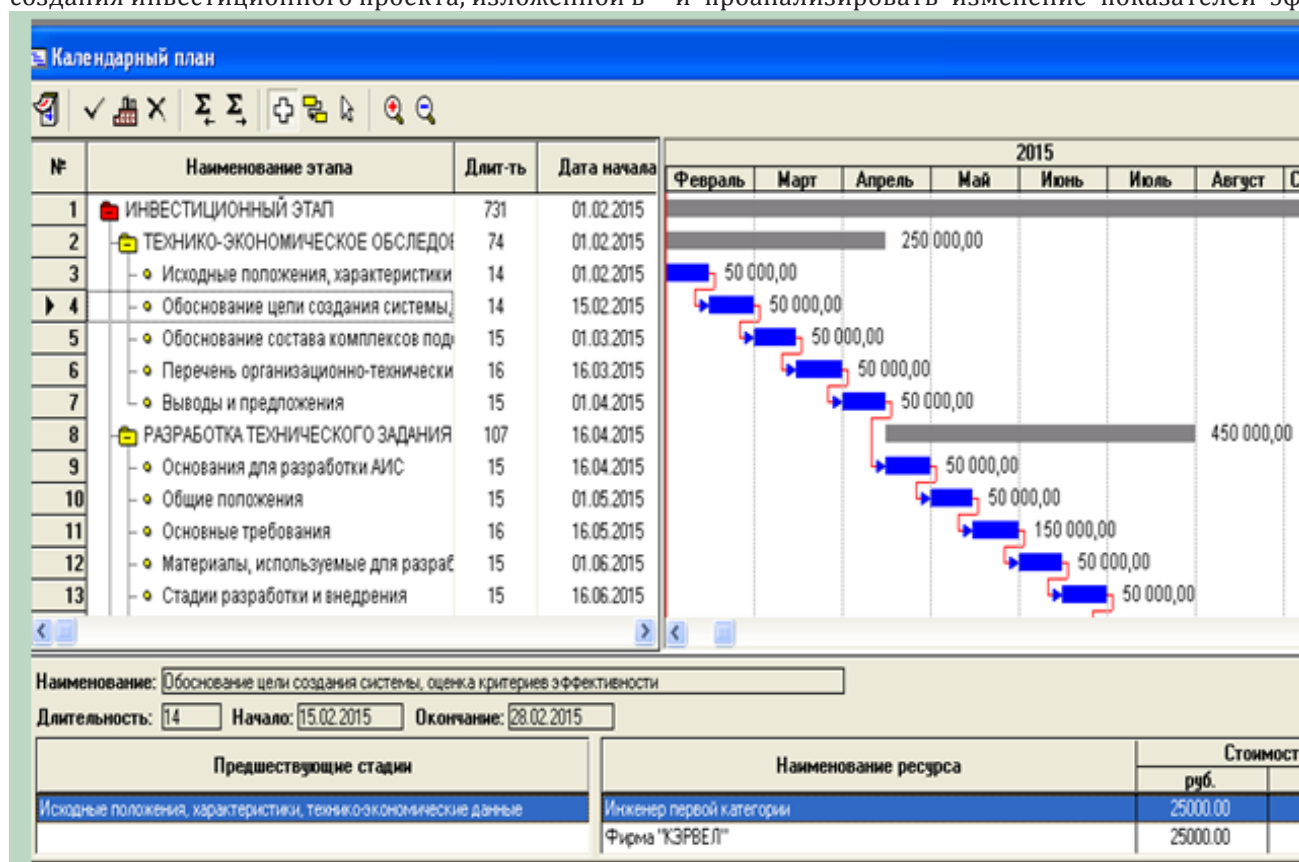 создания инвестиционного проекта, изложенной в и проанализировать изменение показателей эф
Календарный план
№ Наименование этапа Длит-ть Дата начала
2015
Февраль Март Апрель Май Июнь Июль Август С
1 ИНВЕСТИЦИОННЫЙ ЭТАП 731 01.02.2015
2 ТЕХНИКО-ЭКОНОМИЧЕСКОЕ ОБСЛЕДОВ 74 01.02.2015 250 000,00
3 Исходные положения, характеристики 14 01.02.2015 50 000,00
4 Обоснование цели создания системы, 14 15.02.2015 50 000,00
5 Обоснование состава комплексов подс 15 01.03.2015 50 000,00
6 Перечень организационно-технически 16 16.03.2015 50 000,00
7 Выводы и предложения 15 01.04.2015 50 000,00
8 РАЗРАБОТКА ТЕХНИЧЕСКОГО ЗАДАНИЯ 107 16.04.2015 450 000,00
9 Основания для разработки АИС 15 16.04.2015 50 000,00
10 Общие положения 15 01.05.2015 50 000,00
11 Основные требования 16 16.05.2015 150 000,00
12 Материалы, используемые для разраб 15 01.06.2015 50 000,00
13 Стадии разработки и внедрения 15 16.06.2015 50 000,00
Наименование: Обоснование цели создания системы, оценка критериев эффективности
Длительность: 14 Начало: 15.02.2015 Окончание: 28.02.2015
Предшествующие стадии Наименование ресурса Стоимост
руб.
Исходные положения, характеристики, технико-экономические данные Инженер первой категории 25000.00
Фирма "КЭРВЕЛ" 25000.00